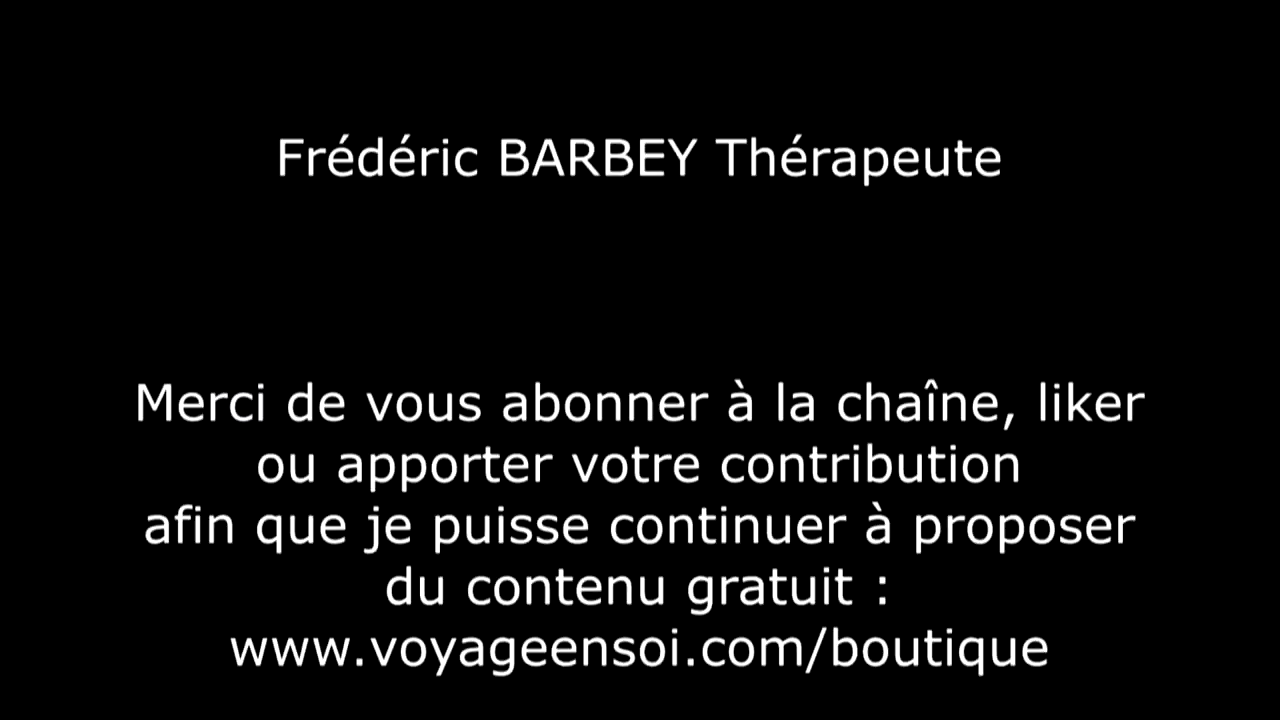 Frédéric BARBEY Thérapeute
Merci de vous abonner à la chaîne, liker
ou apporter votre contribution
afin que je puisse continuer à proposer
du contenu gratuit :
www.voyageensoi.com/boutique